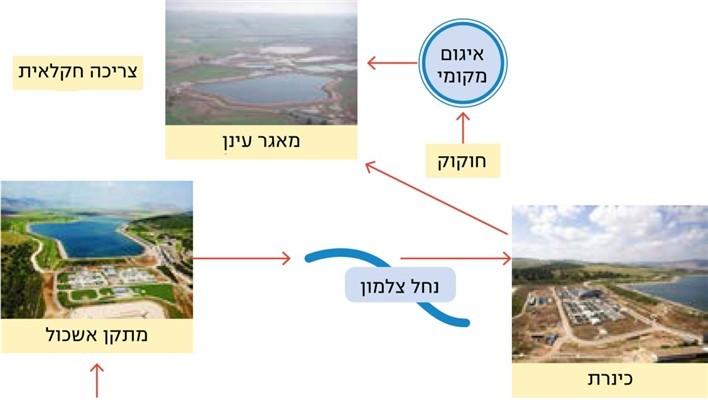 איגום
מקומי
צריכה חקלאית
מאגר עינן
חוקוק
נחל צלמון
מתקן אשכול
כינרת